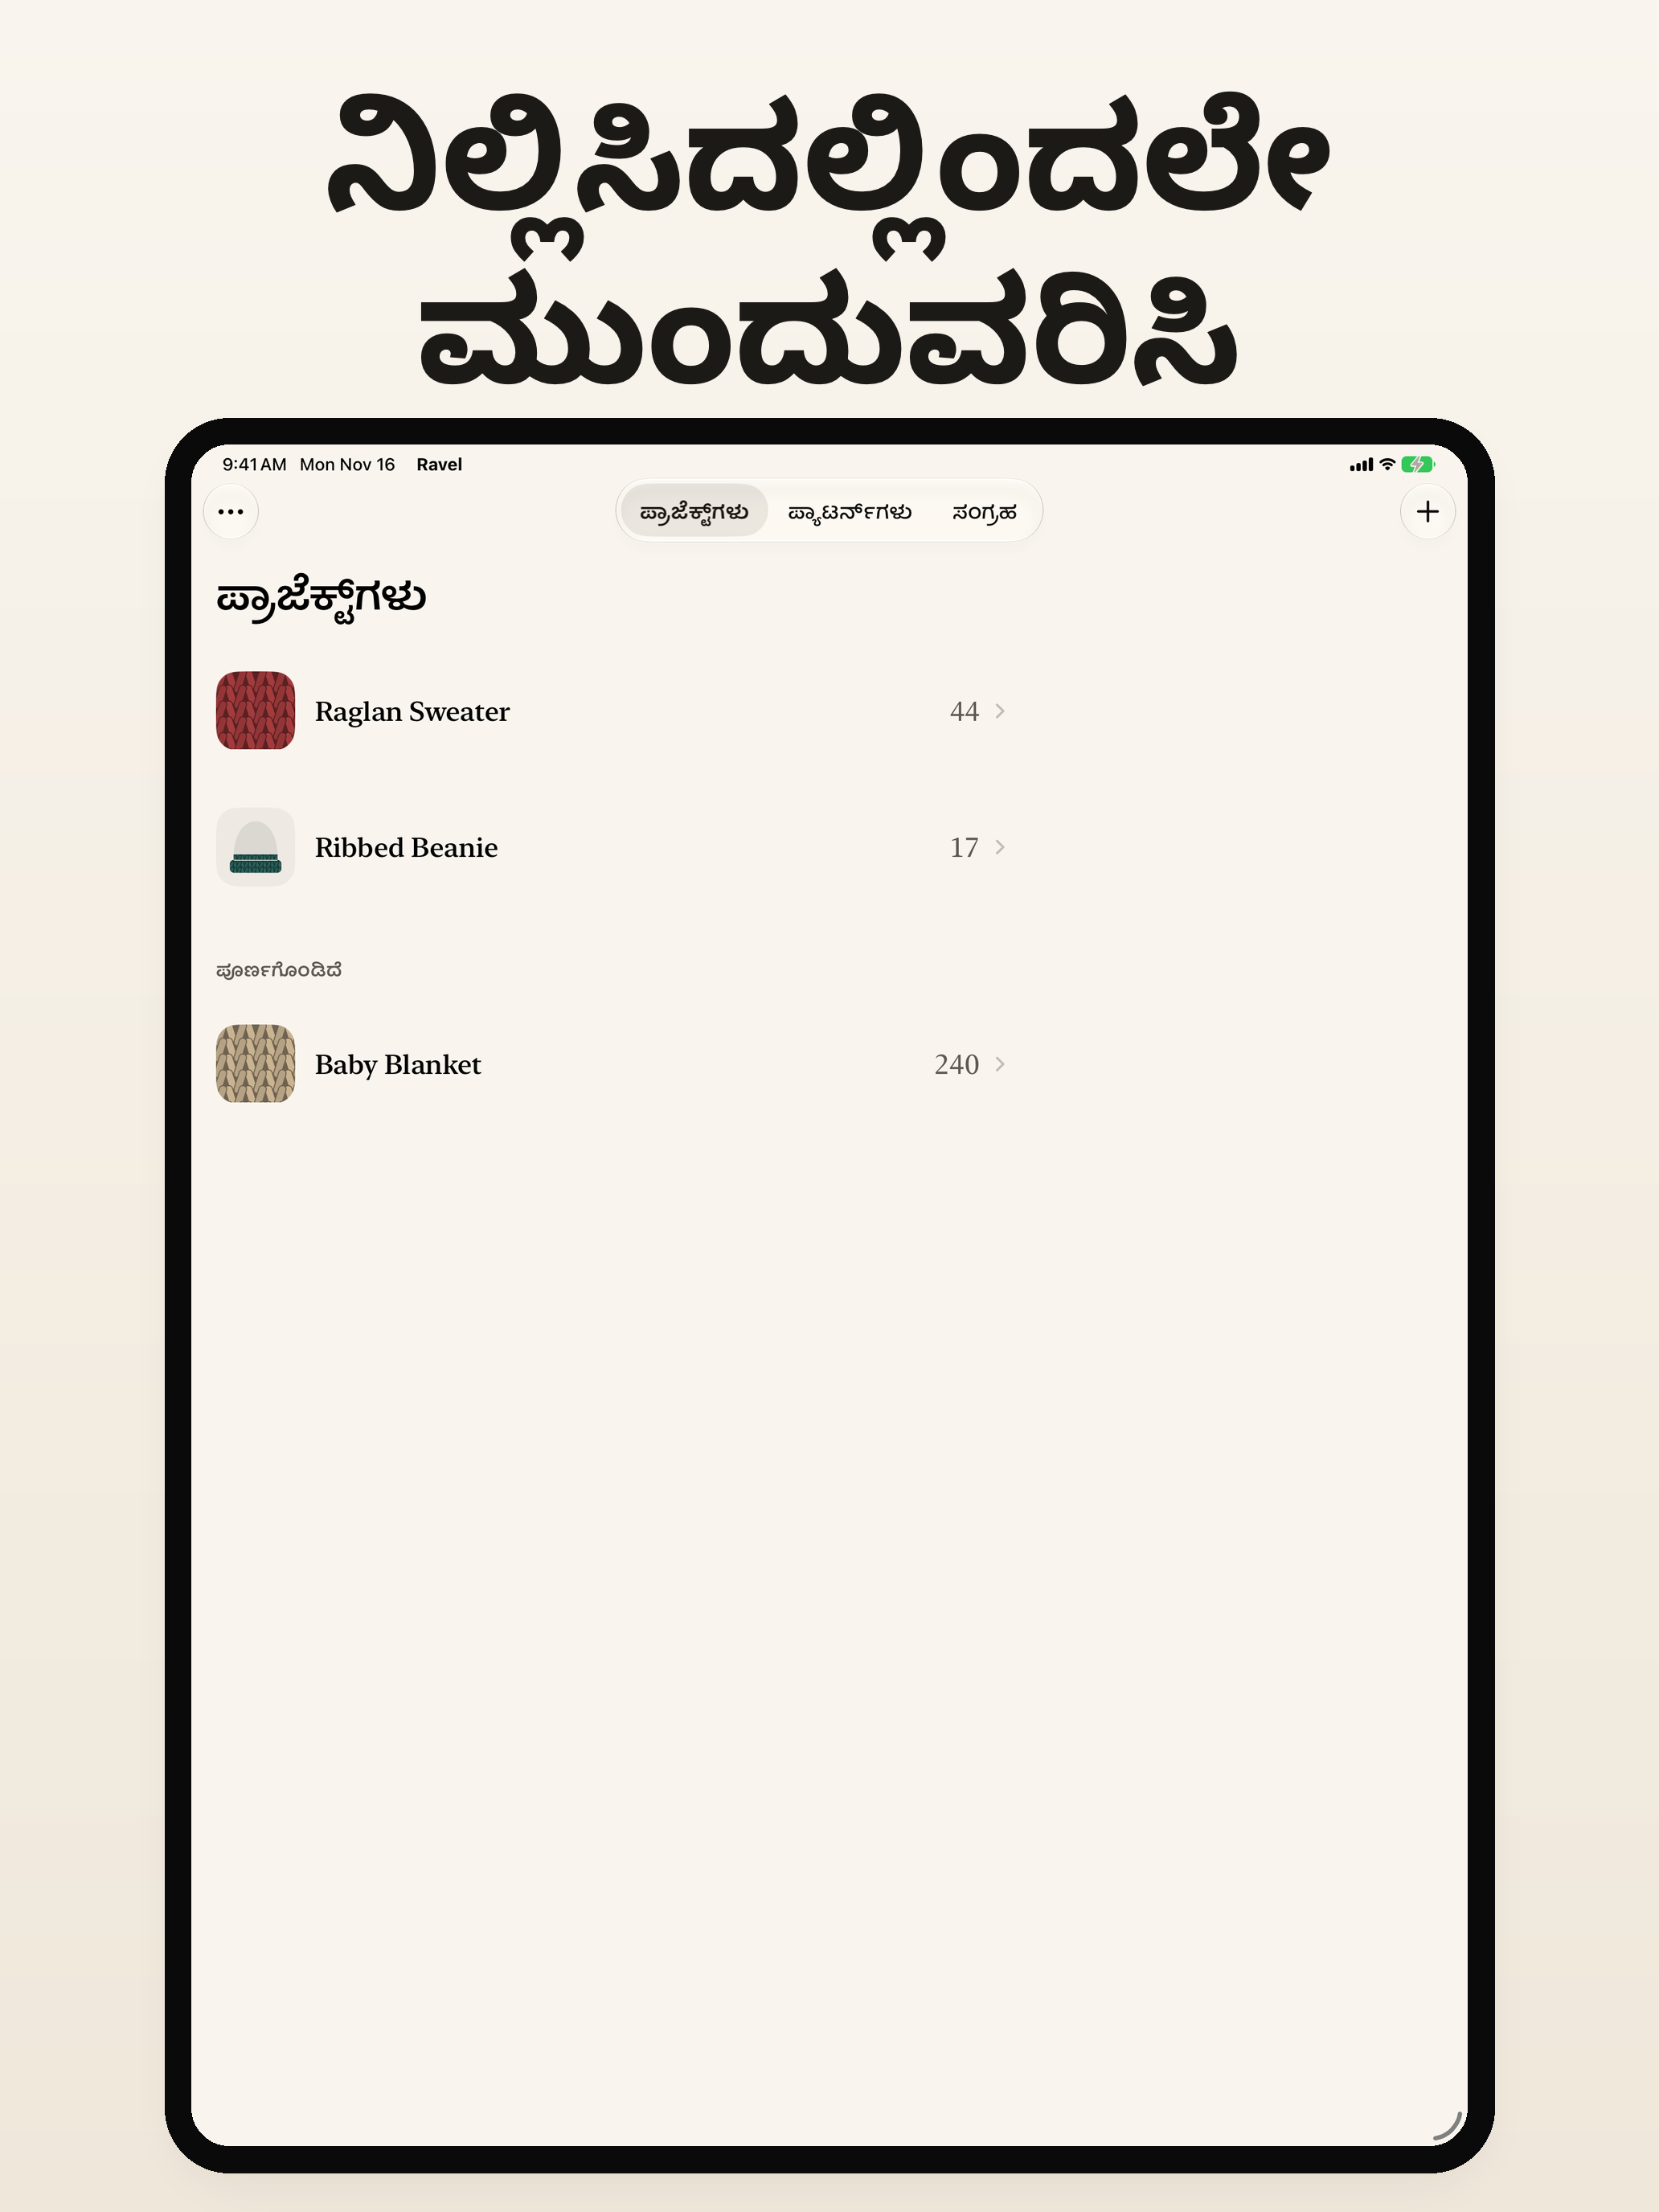 ನಿಲ್ಲಿಸಿದಲ್ಲಿಂದಲೇ
ಮುಂದುವರಿಸಿ
9:41 AM Mon Nov 16 Ravel
ಪ್ರಾಜೆಕ್ಟ್‌ಗಳು ಪ್ಯಾಟರ್ನ್‌ಗಳು ಸಂಗ್ರಹ
ಪ್ರಾಜೆಕ್ಟ್‌ಗಳು
Raglan Sweater 44
Ribbed Beanie 17
ಪೂರ್ಣಗೊಂಡಿದೆ
Baby Blanket 240